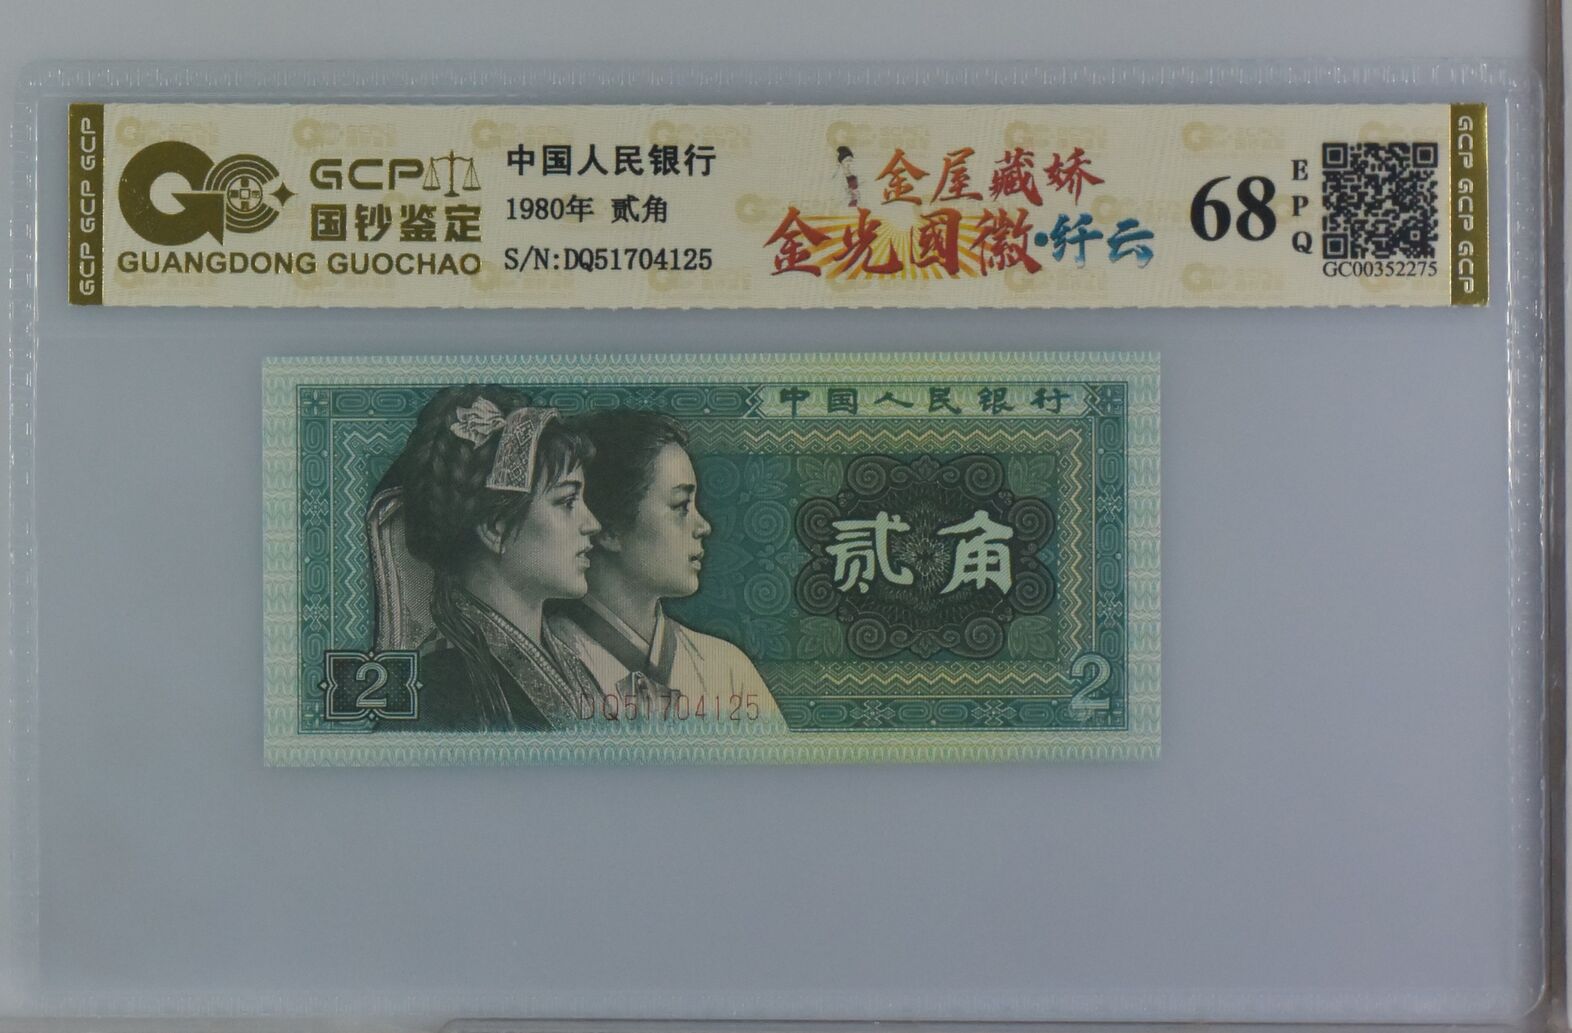 GCP GCP GCP
GCP
国钞鉴定
GUANGDONG GUOCHAO
中国人民银行
1980年 贰角
S/N:DQ51704125
金屋藏娇
金光國徽·纤云
68
E
P
Q
GC00352275
GCP GCP GCP
中国人民银行
贰角
2
DQ51704125
2